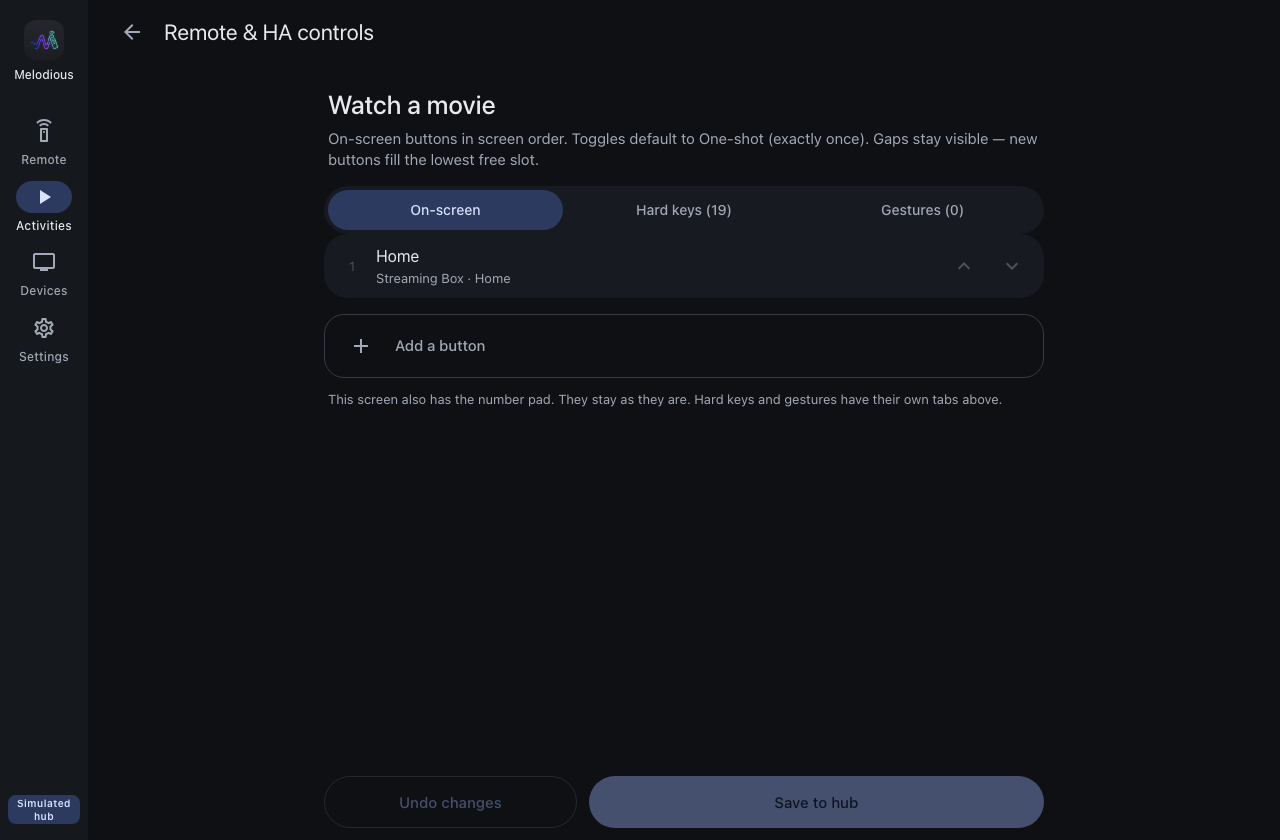 Melodious
Remote
Activities
Devices
Settings
Simulated
hub
Remote & HA controls
Watch a movie
On-screen buttons in screen order. Toggles default to One-shot (exactly once). Gaps stay visible — new
buttons fill the lowest free slot.
On-screen
Hard keys (19)
Gestures (0)
1
Home
Streaming Box · Home
Add a button
This screen also has the number pad. They stay as they are. Hard keys and gestures have their own tabs above.
Undo changes
Save to hub